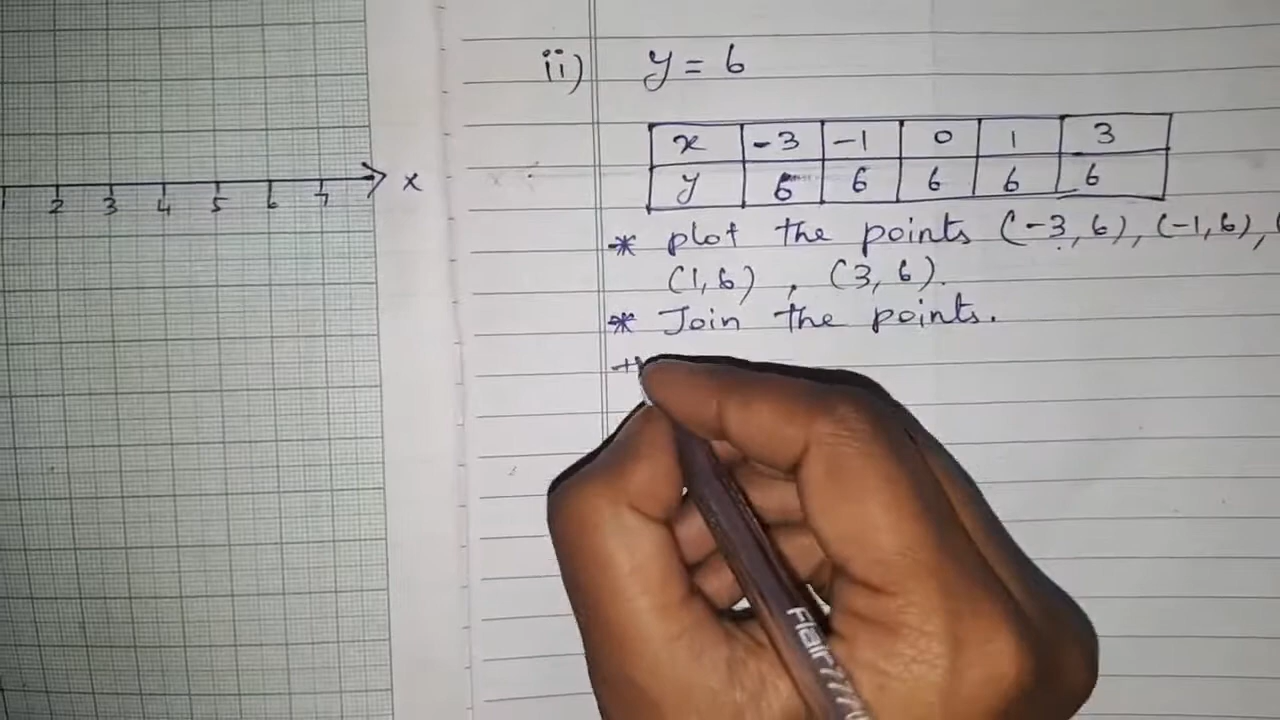 ii) y = 6
x -3 -1 0 1 3
y 6 6 6 6 6
* plot the points (-3, 6), (-1, 6), (
(1, 6) , (3, 6).
* Join the points.
x
2 3 4 5 6 7
Flair